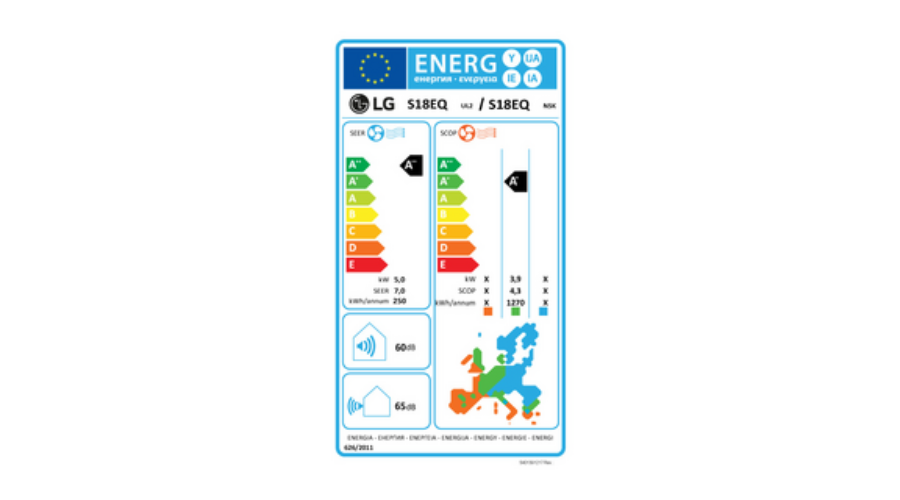 ENERG Y UA
енергия · ενεργεια IE IA
LG S18EQ UL2 / S18EQ NSK
SEER
A++
A++
A+
A
B
C
D
E
kW 5,0
SEER 7,0
kWh/annum 250
SCOP
A++
A+
A+
A
B
C
D
E
kW X 3,9 X
SCOP X 4,3 X
kWh/annum X 1270 X
60dB
65dB
ENERGIA - ЕНЕРГИЯ - ΕΝΕΡΓΕΙΑ - ENERGIJA - ENERGY - ENERGIE - ENERGI
626/2011